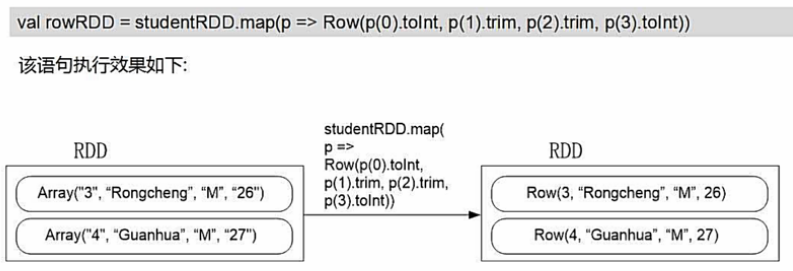 val rowRDD = studentRDD.map(p => Row(p(0).toInt, p(1).trim, p(2).trim, p(3).toInt))
该语句执行效果如下:
RDD
Array("3", “Rongcheng”, “M”, “26")
Array("4", “Guanhua”, “M”, “27")
studentRDD.map(
p =>
Row(p(0).toInt,
p(1).trim, p(2).trim,
p(3).toInt))
RDD
Row(3, “Rongcheng”, “M”, 26)
Row(4, “Guanhua”, “M”, 27)